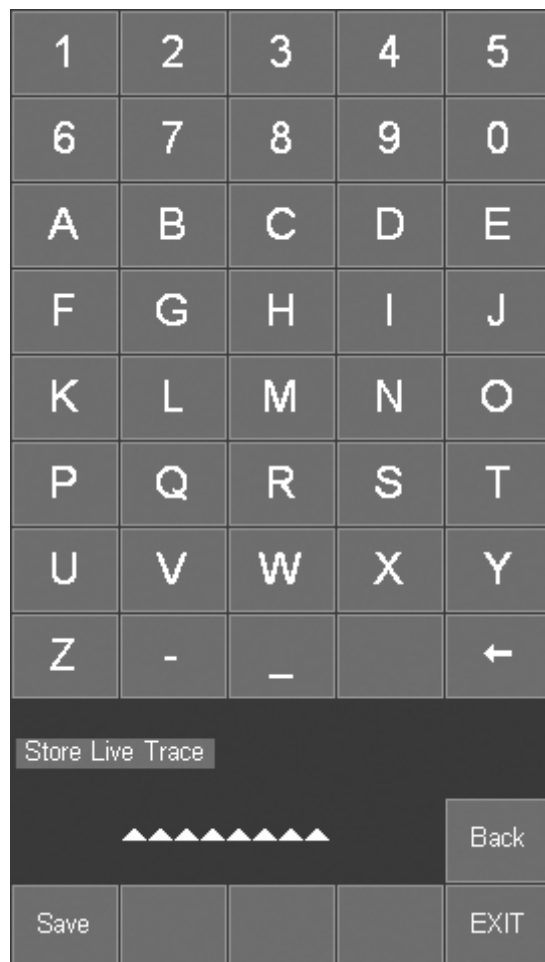 1 2 3 4 5
6 7 8 9 0
A B C D E
F G H I J
K L M N O
P Q R S T
U V W X Y
Z - _ ←
Store Live Trace
Back
Save EXIT